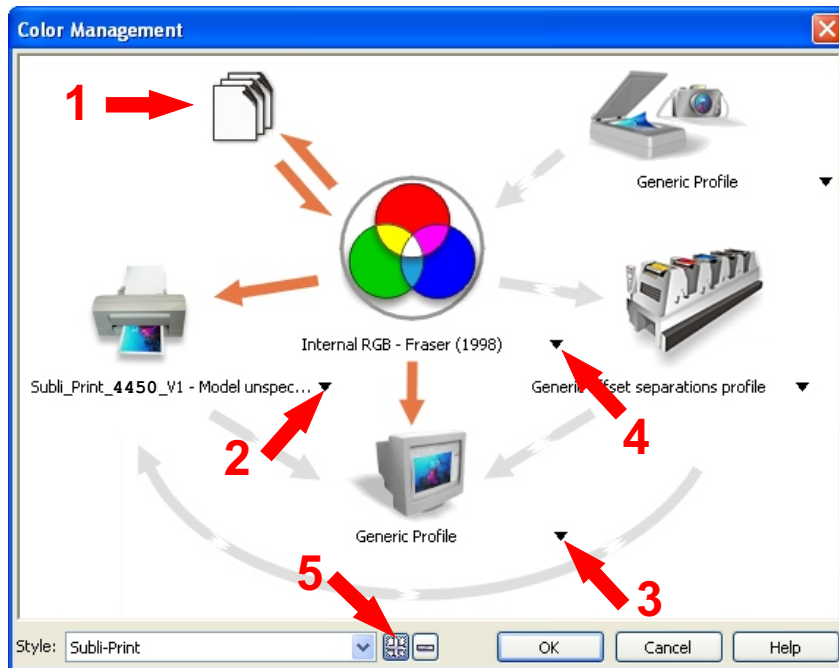 Color Management
1
Generic Profile
Internal RGB - Fraser (1998)
Subli_Print_4450_V1 - Model unspec...
Generic offset separations profile
2
4
Generic Profile
5
3
Style:
Subli-Print
OK
Cancel
Help